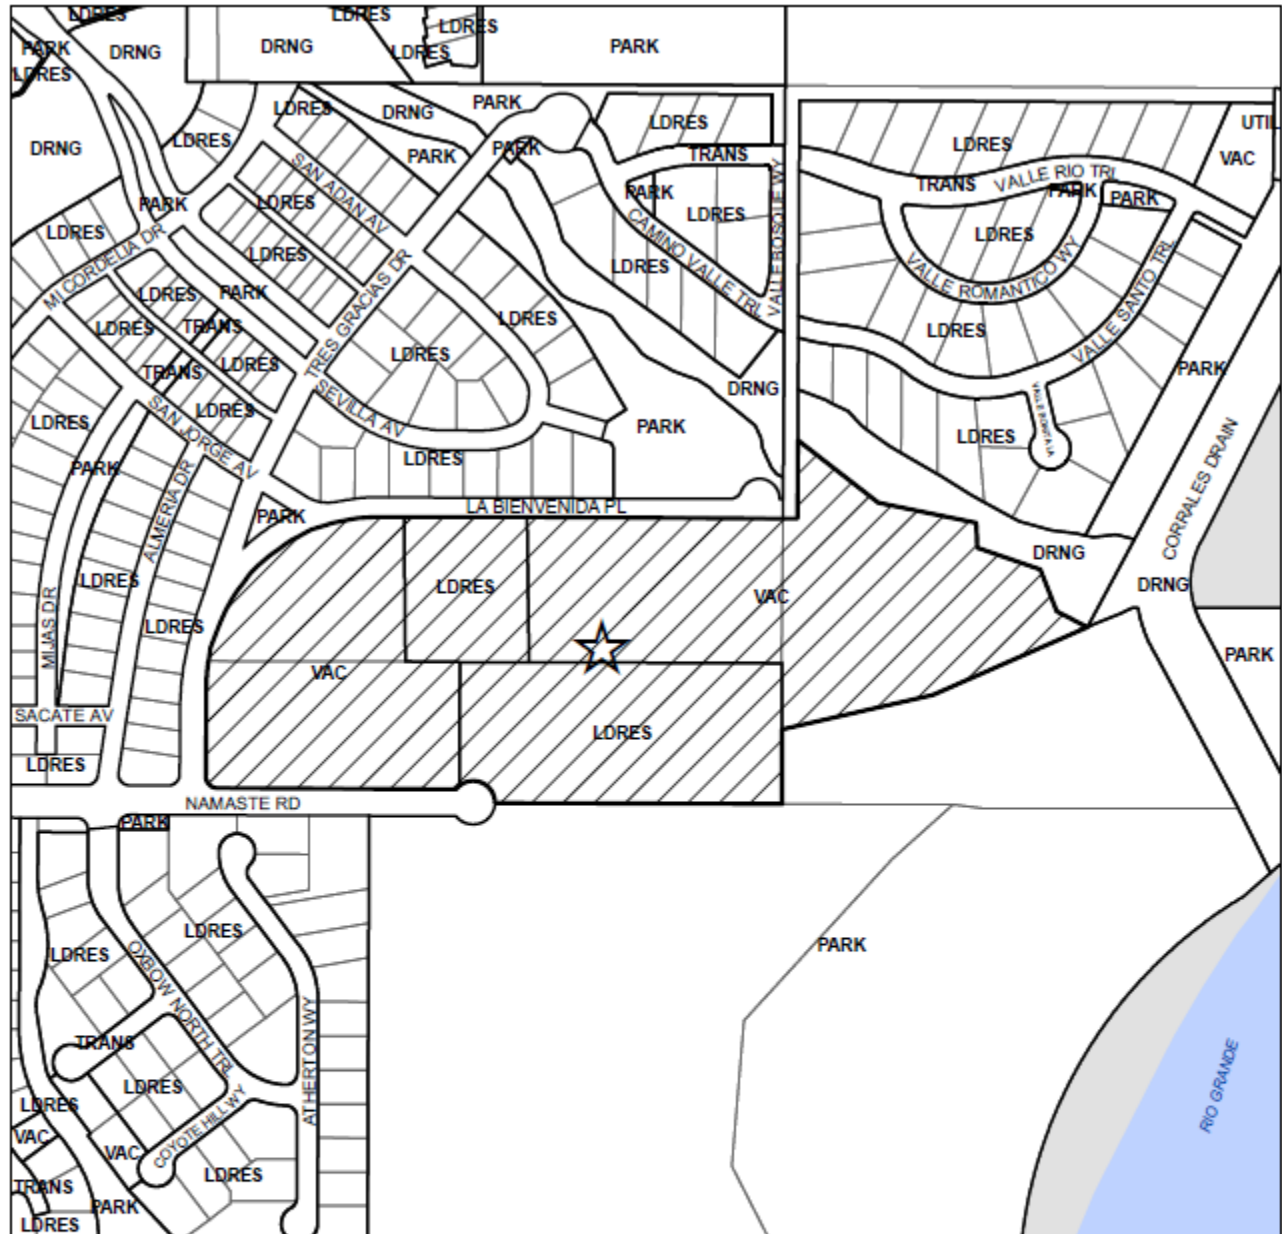 LDRES
LDRES
LDRES
PARK
DRNG
DRNG
LDRES
PARK
LDRES
LDRES
DRNG
PARK
UTIL
DRNG
LDRES
PARK
PARK
LDRES
TRANS
LDRES
VAC
SAN ADAN AV
PARK
LDRES
PARK
LDRES
TRANS
VALLE RIO TRL
PARK
PARK
LDRES
MI CORDELIA DR
LDRES
TRES GRACIAS DR
CAMINO VALLE TRL
LDRES
VALLE BOSQUE WY
LDRES
VALLE ROMANTICO WY
VALLE SANTO TRL
LDRES
PARK
LDRES
TRANS
LDRES
LDRES
LDRES
LDRES
PARK
TRANS
LDRES
SEVILLA AV
DRNG
LDRES
SAN JORGE AV
LDRES
PARK
LDRES
VALLE BONITA LA
CORRALES DRAIN
PARK
ALMERIA DR
LDRES
PARK
LA BIENVENIDA PL
DRNG
DRNG
LDRES
LDRES
VAC
MIJAS DR
LDRES
VAC
PARK
SACATE AV
LDRES
LDRES
NAMASTE RD
PARK
LDRES
LDRES
OXBOW NORTH TRL
PARK
TRANS
LDRES
COYOTE HILL WY
ATHERTON WY
RIO GRANDE
LDRES
VAC
VAC
LDRES
TRANS
PARK
LDRES